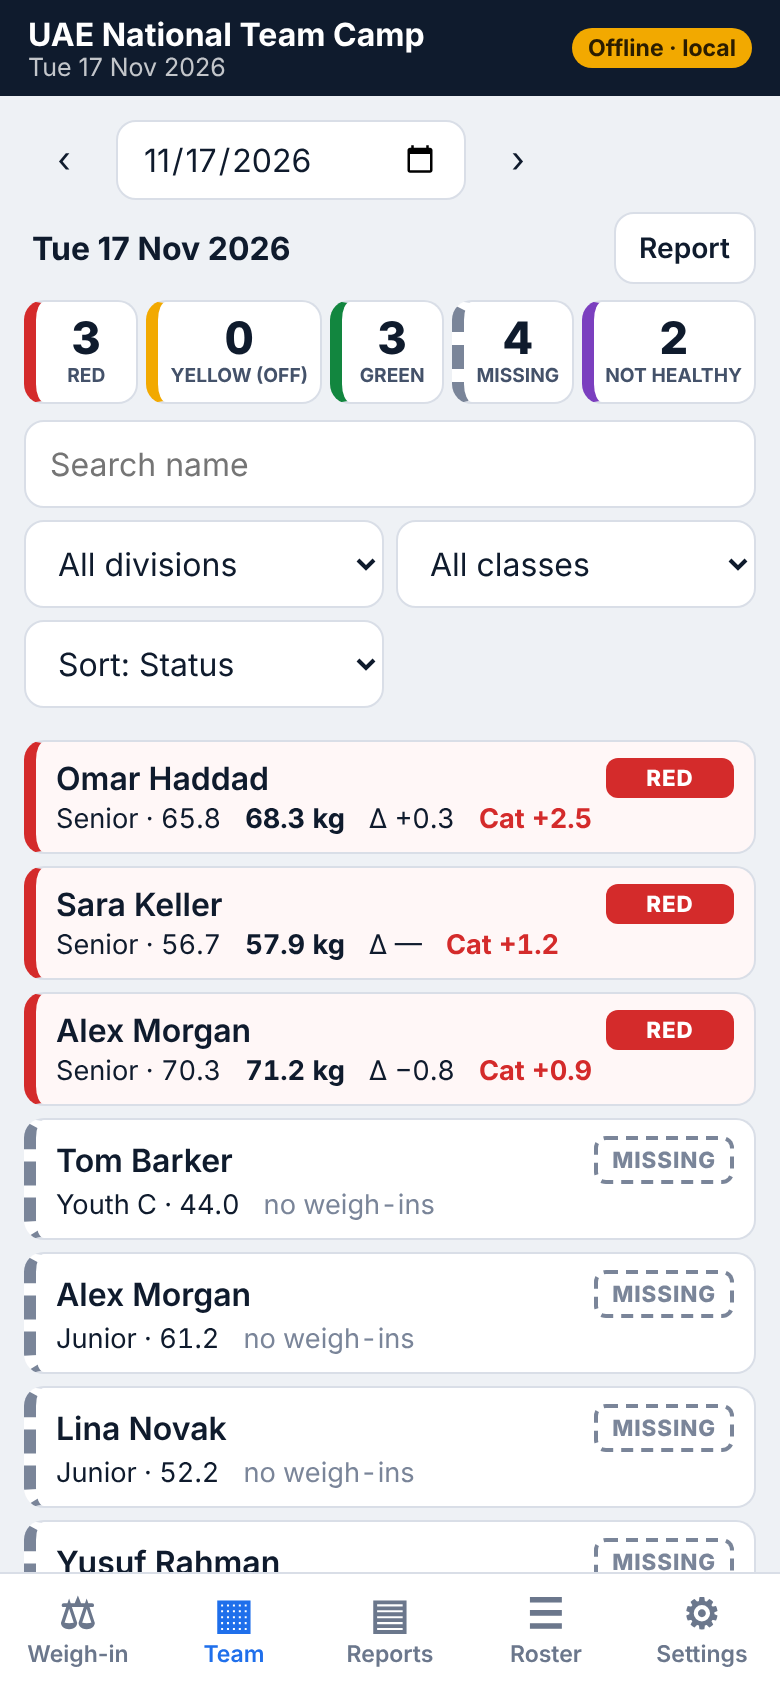 UAE National Team Camp
Tue 17 Nov 2026
Offline · local
‹ 11/17/2026 ›
Tue 17 Nov 2026
Report
3 RED
0 YELLOW (OFF)
3 GREEN
4 MISSING
2 NOT HEALTHY
Search name
All divisions
All classes
Sort: Status
Omar Haddad RED
Senior · 65.8 68.3 kg Δ +0.3 Cat +2.5
Sara Keller RED
Senior · 56.7 57.9 kg Δ — Cat +1.2
Alex Morgan RED
Senior · 70.3 71.2 kg Δ −0.8 Cat +0.9
Tom Barker MISSING
Youth C · 44.0 no weigh-ins
Alex Morgan MISSING
Junior · 61.2 no weigh-ins
Lina Novak MISSING
Junior · 52.2 no weigh-ins
Yusuf Rahman MISSING
Weigh-in Team Reports Roster Settings